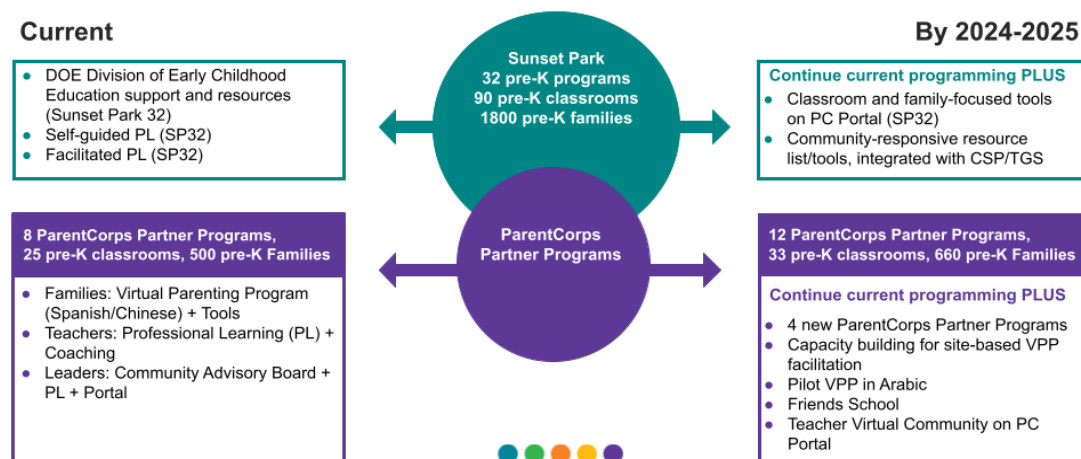 Current
● DOE Division of Early Childhood
Education support and resources
(Sunset Park 32)
● Self-guided PL (SP32)
● Facilitated PL (SP32)
Sunset Park
32 pre-K programs
90 pre-K classrooms
1800 pre-K families
By 2024-2025
Continue current programming PLUS
● Classroom and family-focused tools
on PC Portal (SP32)
● Community-responsive resource
list/tools, integrated with CSP/TGS
8 ParentCorps Partner Programs,
25 pre-K classrooms, 500 pre-K Families
● Families: Virtual Parenting Program
(Spanish/Chinese) + Tools
● Teachers: Professional Learning (PL) +
Coaching
● Leaders: Community Advisory Board +
PL + Portal
ParentCorps
Partner Programs
12 ParentCorps Partner Programs,
33 pre-K classrooms, 660 pre-K Families
Continue current programming PLUS
● 4 new ParentCorps Partner Programs
● Capacity building for site-based VPP
facilitation
● Pilot VPP in Arabic
● Friends School
● Teacher Virtual Community on PC
Portal